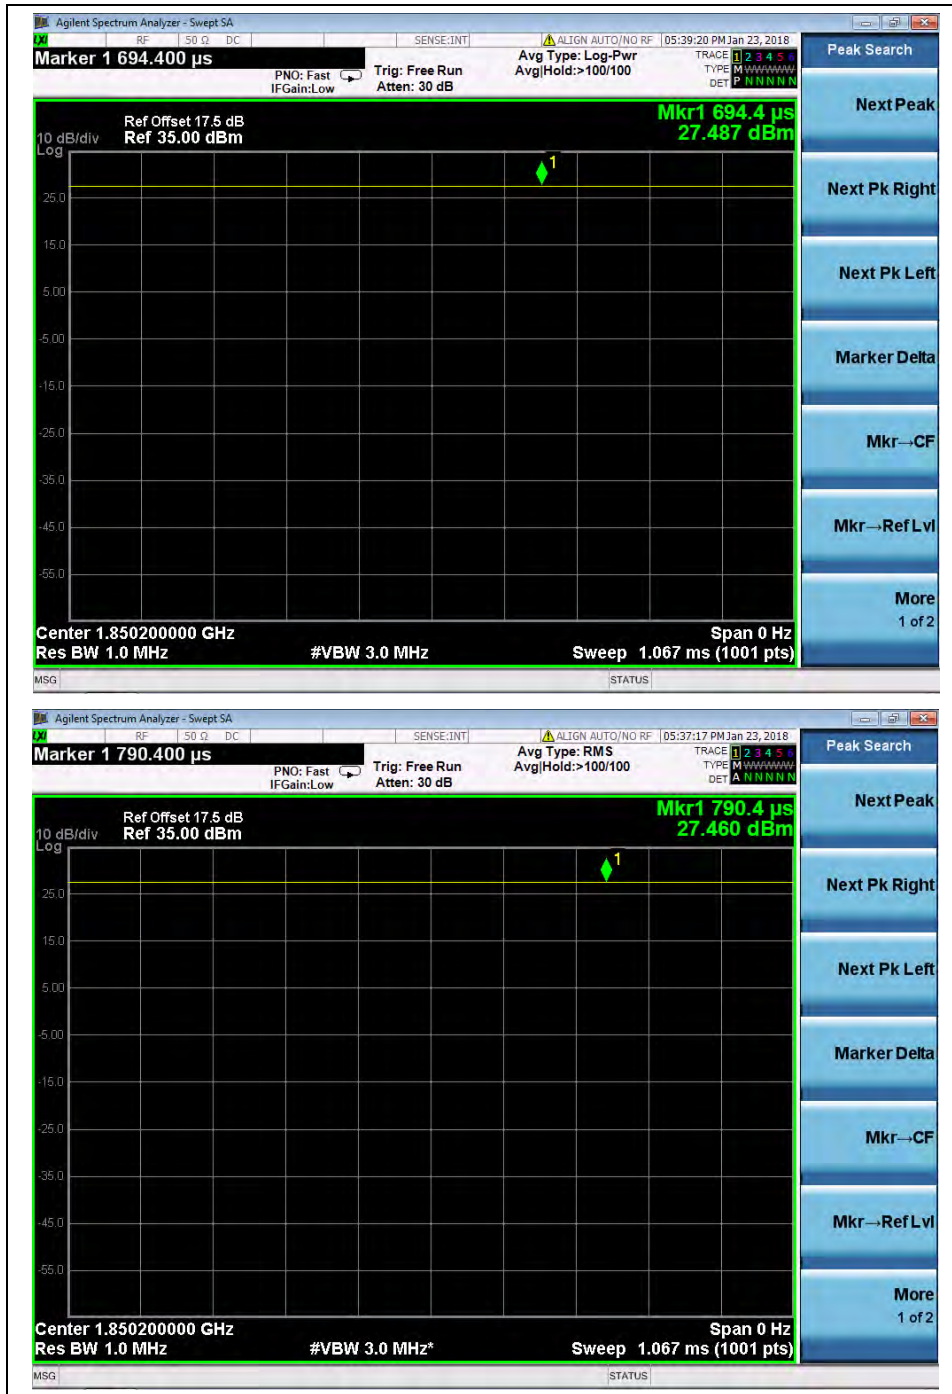 Agilent Spectrum Analyzer - Swept SA
LXI RF 50 Ω DC SENSE:INT ALIGN AUTO/NO RF 05:39:20 PM Jan 23, 2018
Marker 1 694.400 µs
PNO: Fast
IFGain:Low
Trig: Free Run
Atten: 30 dB
Avg Type: Log-Pwr
Avg|Hold:>100/100
TRACE 1 2 3 4 5 6
TYPE M WWWWW
DET P N N N N N
Peak Search
Mkr1 694.4 µs
27.487 dBm
Ref Offset 17.5 dB
10 dB/div Ref 35.00 dBm
Log
1
25.0
15.0
5.00
-5.00
-15.0
-25.0
-35.0
-45.0
-55.0
Center 1.850200000 GHz Span 0 Hz
Res BW 1.0 MHz #VBW 3.0 MHz Sweep 1.067 ms (1001 pts)
MSG STATUS
Next Peak
Next Pk Right
Next Pk Left
Marker Delta
Mkr→CF
Mkr→Ref Lvl
More
1 of 2
Agilent Spectrum Analyzer - Swept SA
LXI RF 50 Ω DC SENSE:INT ALIGN AUTO/NO RF 05:37:17 PM Jan 23, 2018
Marker 1 790.400 µs
PNO: Fast
IFGain:Low
Trig: Free Run
Atten: 30 dB
Avg Type: RMS
Avg|Hold:>100/100
TRACE 1 2 3 4 5 6
TYPE M WWWWW
DET A N N N N N
Peak Search
Mkr1 790.4 µs
27.460 dBm
Ref Offset 17.5 dB
10 dB/div Ref 35.00 dBm
Log
1
25.0
15.0
5.00
-5.00
-15.0
-25.0
-35.0
-45.0
-55.0
Center 1.850200000 GHz Span 0 Hz
Res BW 1.0 MHz #VBW 3.0 MHz* Sweep 1.067 ms (1001 pts)
MSG STATUS
Next Peak
Next Pk Right
Next Pk Left
Marker Delta
Mkr→CF
Mkr→Ref Lvl
More
1 of 2